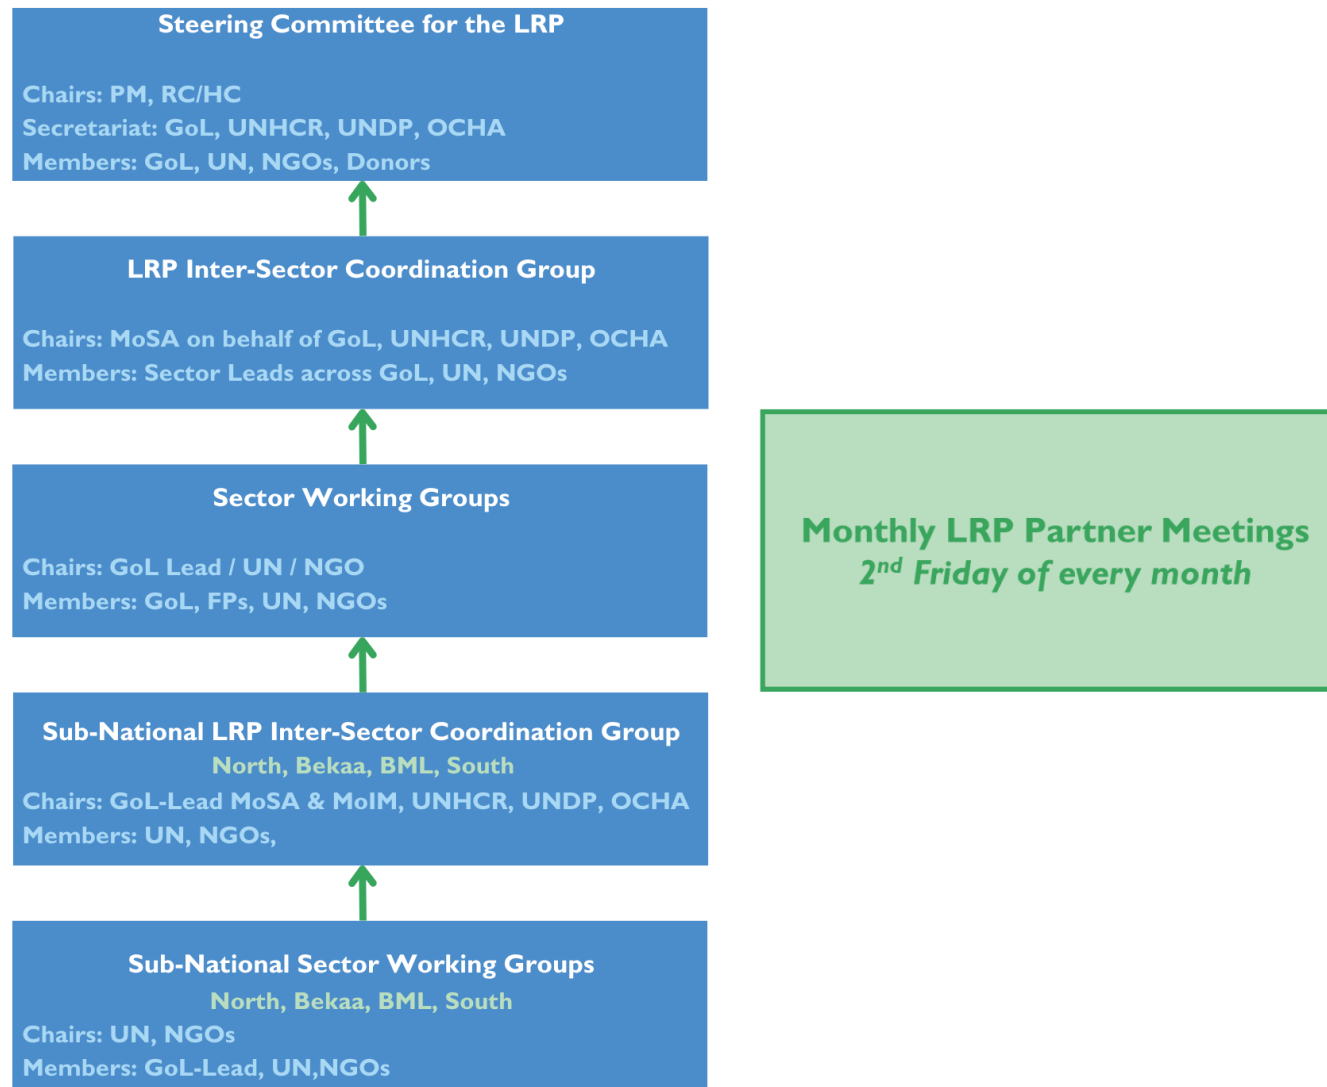 Steering Committee for the LRP
Chairs: PM, RC/HC
Secretariat: GoL, UNHCR, UNDP, OCHA
Members: GoL, UN, NGOs, Donors
LRP Inter-Sector Coordination Group
Chairs: MoSA on behalf of GoL, UNHCR, UNDP, OCHA
Members: Sector Leads across GoL, UN, NGOs
Sector Working Groups
Chairs: GoL Lead / UN / NGO
Members: GoL, FPs, UN, NGOs
Sub-National LRP Inter-Sector Coordination Group
North, Bekaa, BML, South
Chairs: GoL-Lead MoSA & MoIM, UNHCR, UNDP, OCHA
Members: UN, NGOs,
Sub-National Sector Working Groups
North, Bekaa, BML, South
Chairs: UN, NGOs
Members: GoL-Lead, UN,NGOs
Monthly LRP Partner Meetings
2nd Friday of every month